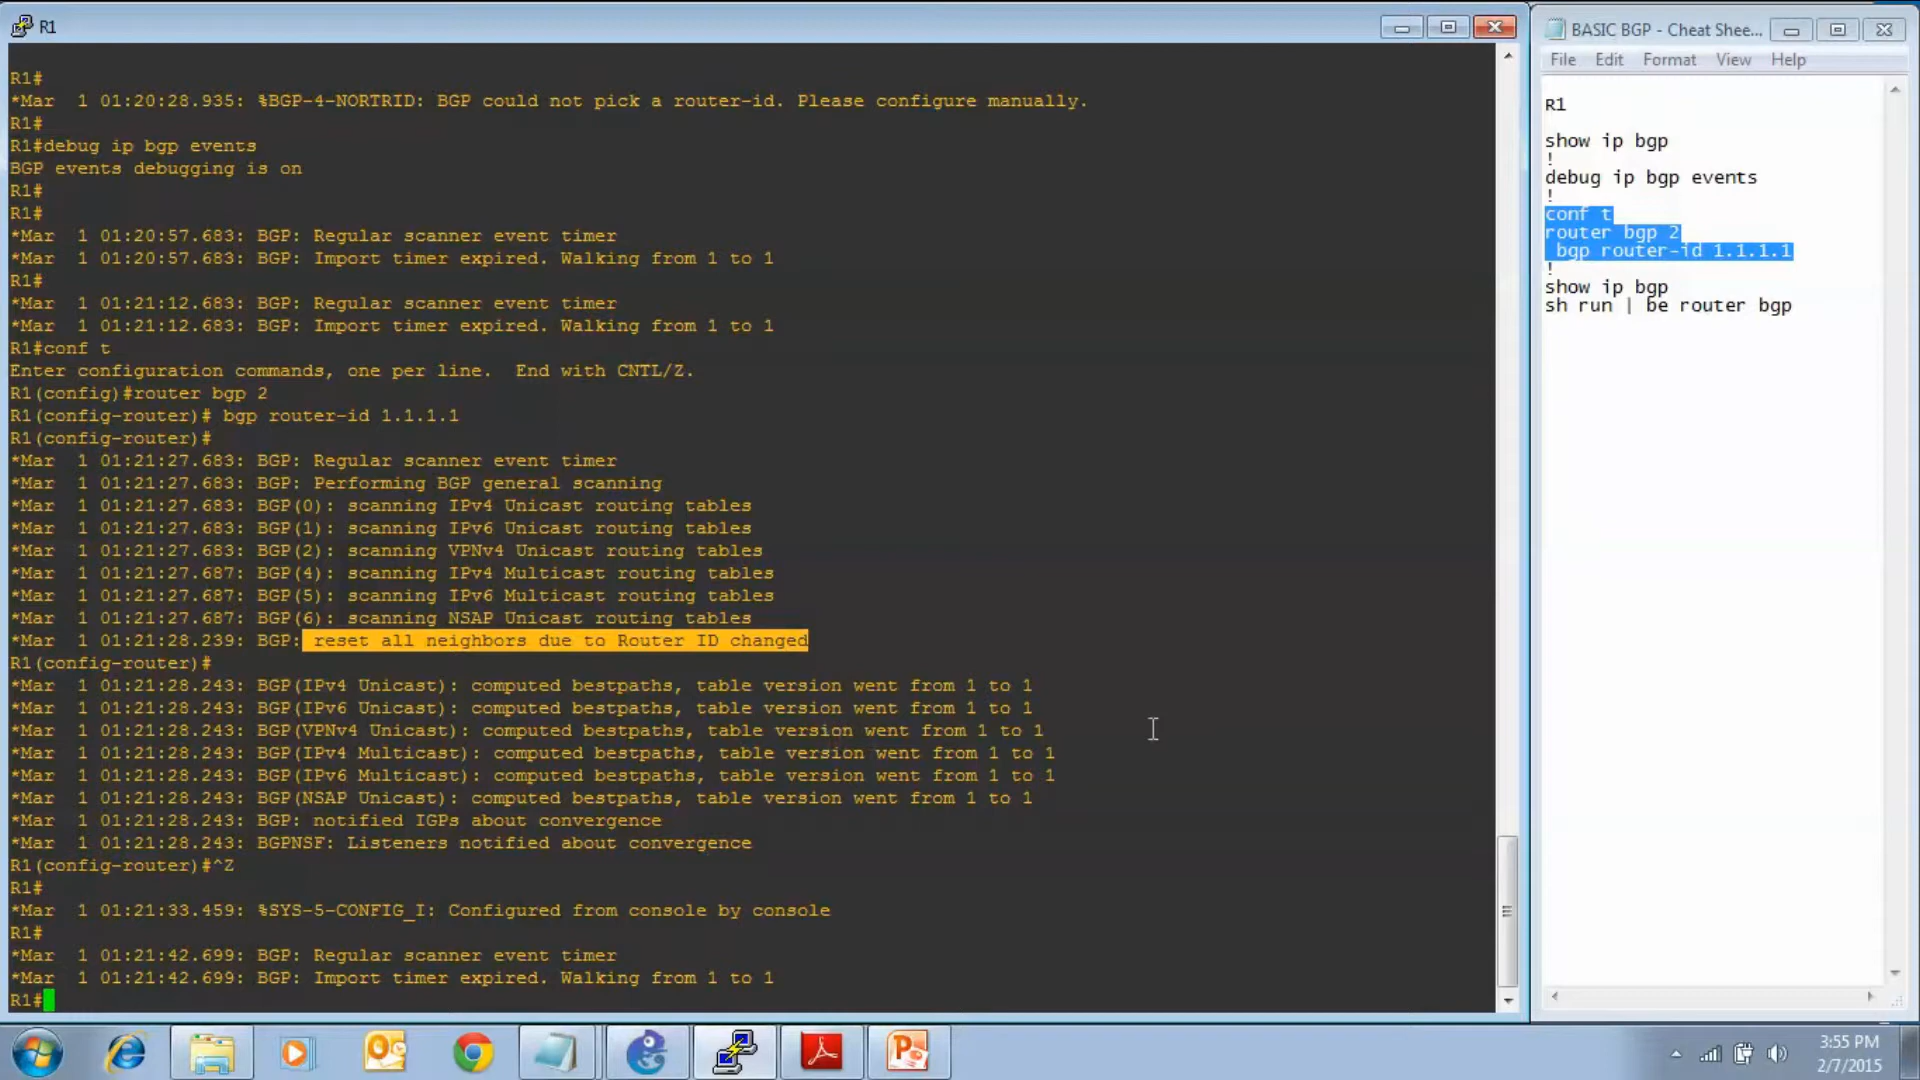 R1
R1#
*Mar  1 01:20:28.935: %BGP-4-NORTRID: BGP could not pick a router-id. Please configure manually.
R1#
R1#debug ip bgp events
BGP events debugging is on
R1#
R1#
*Mar  1 01:20:57.683: BGP: Regular scanner event timer
*Mar  1 01:20:57.683: BGP: Import timer expired. Walking from 1 to 1
R1#
*Mar  1 01:21:12.683: BGP: Regular scanner event timer
*Mar  1 01:21:12.683: BGP: Import timer expired. Walking from 1 to 1
R1#conf t
Enter configuration commands, one per line.  End with CNTL/Z.
R1(config)#router bgp 2
R1(config-router)# bgp router-id 1.1.1.1
R1(config-router)#
*Mar  1 01:21:27.683: BGP: Regular scanner event timer
*Mar  1 01:21:27.683: BGP: Performing BGP general scanning
*Mar  1 01:21:27.683: BGP(0): scanning IPv4 Unicast routing tables
*Mar  1 01:21:27.683: BGP(1): scanning IPv6 Unicast routing tables
*Mar  1 01:21:27.683: BGP(2): scanning VPNv4 Unicast routing tables
*Mar  1 01:21:27.687: BGP(4): scanning IPv4 Multicast routing tables
*Mar  1 01:21:27.687: BGP(5): scanning IPv6 Multicast routing tables
*Mar  1 01:21:27.687: BGP(6): scanning NSAP Unicast routing tables
*Mar  1 01:21:28.239: BGP: reset all neighbors due to Router ID changed
R1(config-router)#
*Mar  1 01:21:28.243: BGP(IPv4 Unicast): computed bestpaths, table version went from 1 to 1
*Mar  1 01:21:28.243: BGP(IPv6 Unicast): computed bestpaths, table version went from 1 to 1
*Mar  1 01:21:28.243: BGP(VPNv4 Unicast): computed bestpaths, table version went from 1 to 1
*Mar  1 01:21:28.243: BGP(IPv4 Multicast): computed bestpaths, table version went from 1 to 1
*Mar  1 01:21:28.243: BGP(IPv6 Multicast): computed bestpaths, table version went from 1 to 1
*Mar  1 01:21:28.243: BGP(NSAP Unicast): computed bestpaths, table version went from 1 to 1
*Mar  1 01:21:28.243: BGP: notified IGPs about convergence
*Mar  1 01:21:28.243: BGPNSF: Listeners notified about convergence
R1(config-router)#^Z
R1#
*Mar  1 01:21:33.459: %SYS-5-CONFIG_I: Configured from console by console
R1#
*Mar  1 01:21:42.699: BGP: Regular scanner event timer
*Mar  1 01:21:42.699: BGP: Import timer expired. Walking from 1 to 1
R1#
BASIC BGP - Cheat Shee...
File Edit Format View Help
R1
show ip bgp
!
debug ip bgp events
!
conf t
router bgp 2
 bgp router-id 1.1.1.1
!
show ip bgp
sh run | be router bgp
3:55 PM
2/7/2015